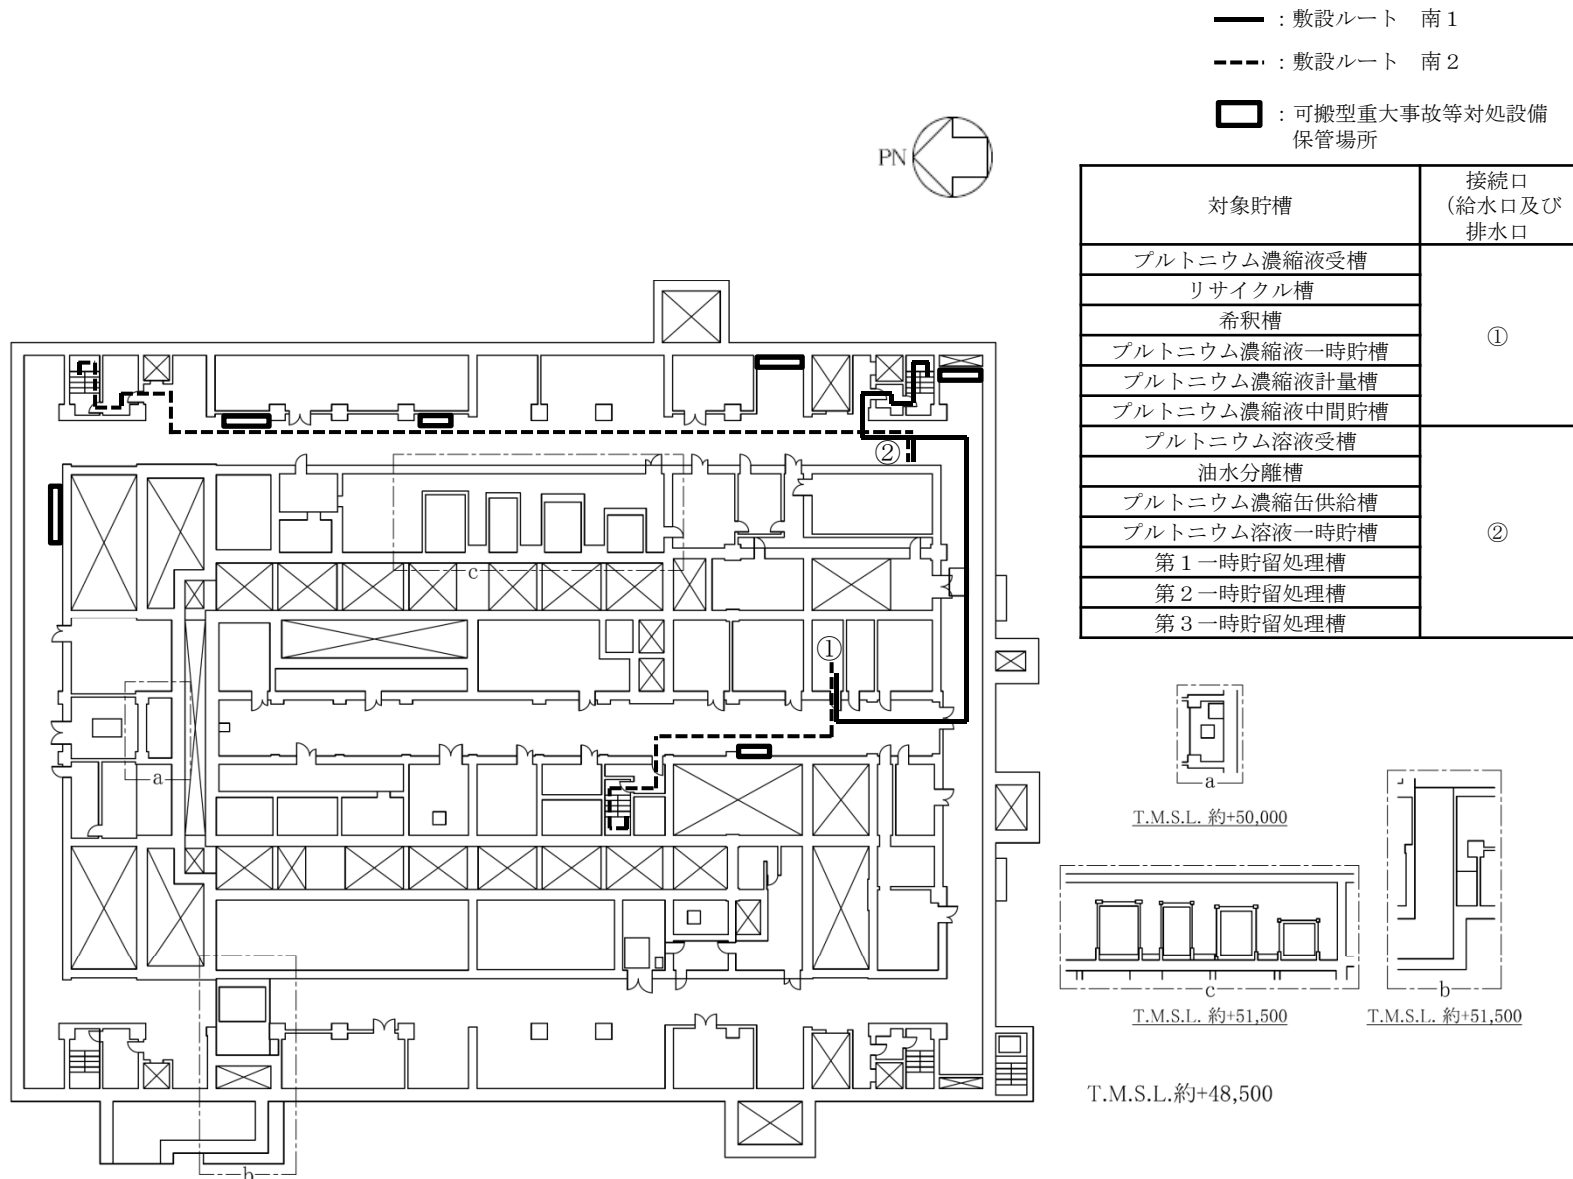 ：敷設ルート　南１
：敷設ルート　南２
：可搬型重大事故等対処設備
保管場所
PN
対象貯槽
接続口
（給水口及び
排水口
プルトニウム濃縮液受槽
リサイクル槽
希釈槽
プルトニウム濃縮液一時貯槽
プルトニウム濃縮液計量槽
プルトニウム濃縮液中間貯槽
①
プルトニウム溶液受槽
油水分離槽
プルトニウム濃縮缶供給槽
プルトニウム溶液一時貯槽
第１一時貯留処理槽
第２一時貯留処理槽
第３一時貯留処理槽
②
②
c
①
a
b
a
T.M.S.L. 約+50,000
c
T.M.S.L. 約+51,500
b
T.M.S.L. 約+51,500
T.M.S.L.約+48,500